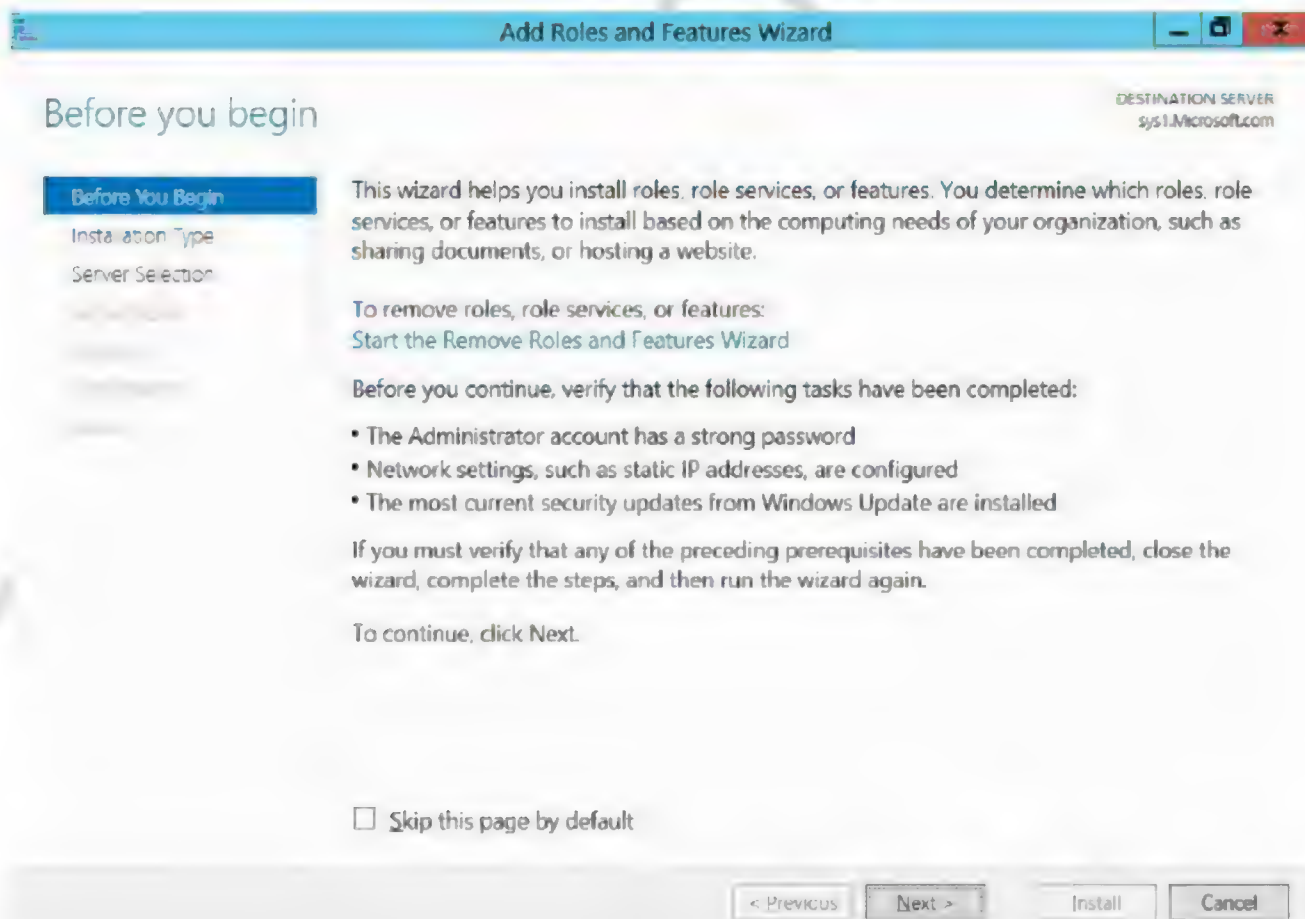 Add Roles and Features Wizard
Before you begin
DESTINATION SERVER
sys1.Microsoft.com
Before You Begin
Installation Type
Server Selection
This wizard helps you install roles, role services, or features. You determine which roles, role
services, or features to install based on the computing needs of your organization, such as
sharing documents, or hosting a website.
To remove roles, role services, or features:
Start the Remove Roles and Features Wizard
Before you continue, verify that the following tasks have been completed:
• The Administrator account has a strong password
• Network settings, such as static IP addresses, are configured
• The most current security updates from Windows Update are installed
If you must verify that any of the preceding prerequisites have been completed, close the
wizard, complete the steps, and then run the wizard again.
To continue, click Next.
Skip this page by default
< Previous
Next >
Install
Cancel